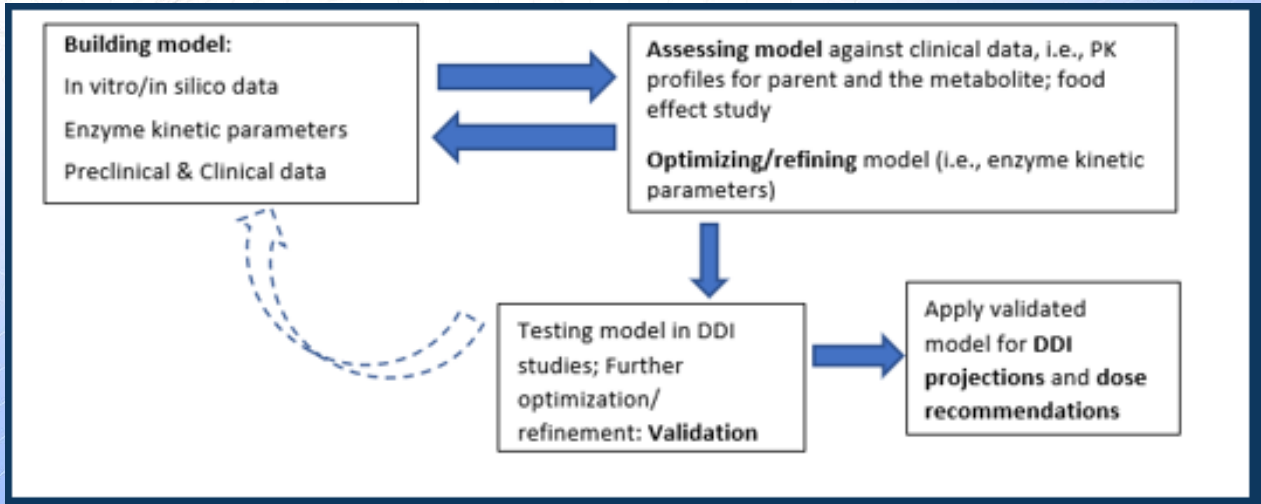 Building model:
In vitro/in silico data
Enzyme kinetic parameters
Preclinical & Clinical data
Assessing model against clinical data, i.e., PK
profiles for parent and the metabolite; food
effect study
Optimizing/refining model (i.e., enzyme kinetic
parameters)
Testing model in DDI
studies; Further
optimization/
refinement: Validation
Apply validated
model for DDI
projections and dose
recommendations